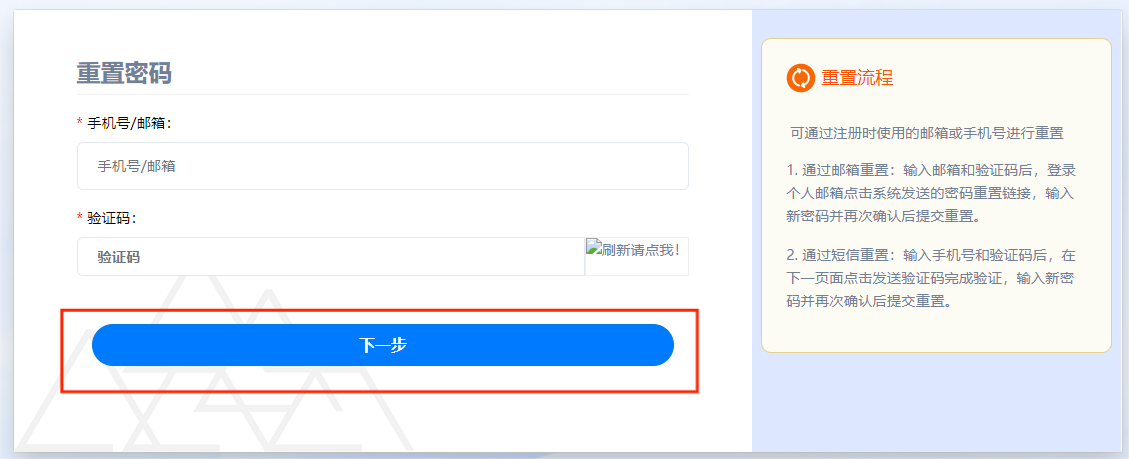 重置密码
* 手机号/邮箱：
手机号/邮箱
* 验证码：
验证码
刷新请点我！
下一步
重置流程
可通过注册时使用的邮箱或手机号进行重置
1. 通过邮箱重置：输入邮箱和验证码后，登录
个人邮箱点击系统发送的密码重置链接，输入
新密码并再次确认后提交重置。
2. 通过短信重置：输入手机号和验证码后，在
下一页面点击发送验证码完成验证，输入新密
码并再次确认后提交重置。